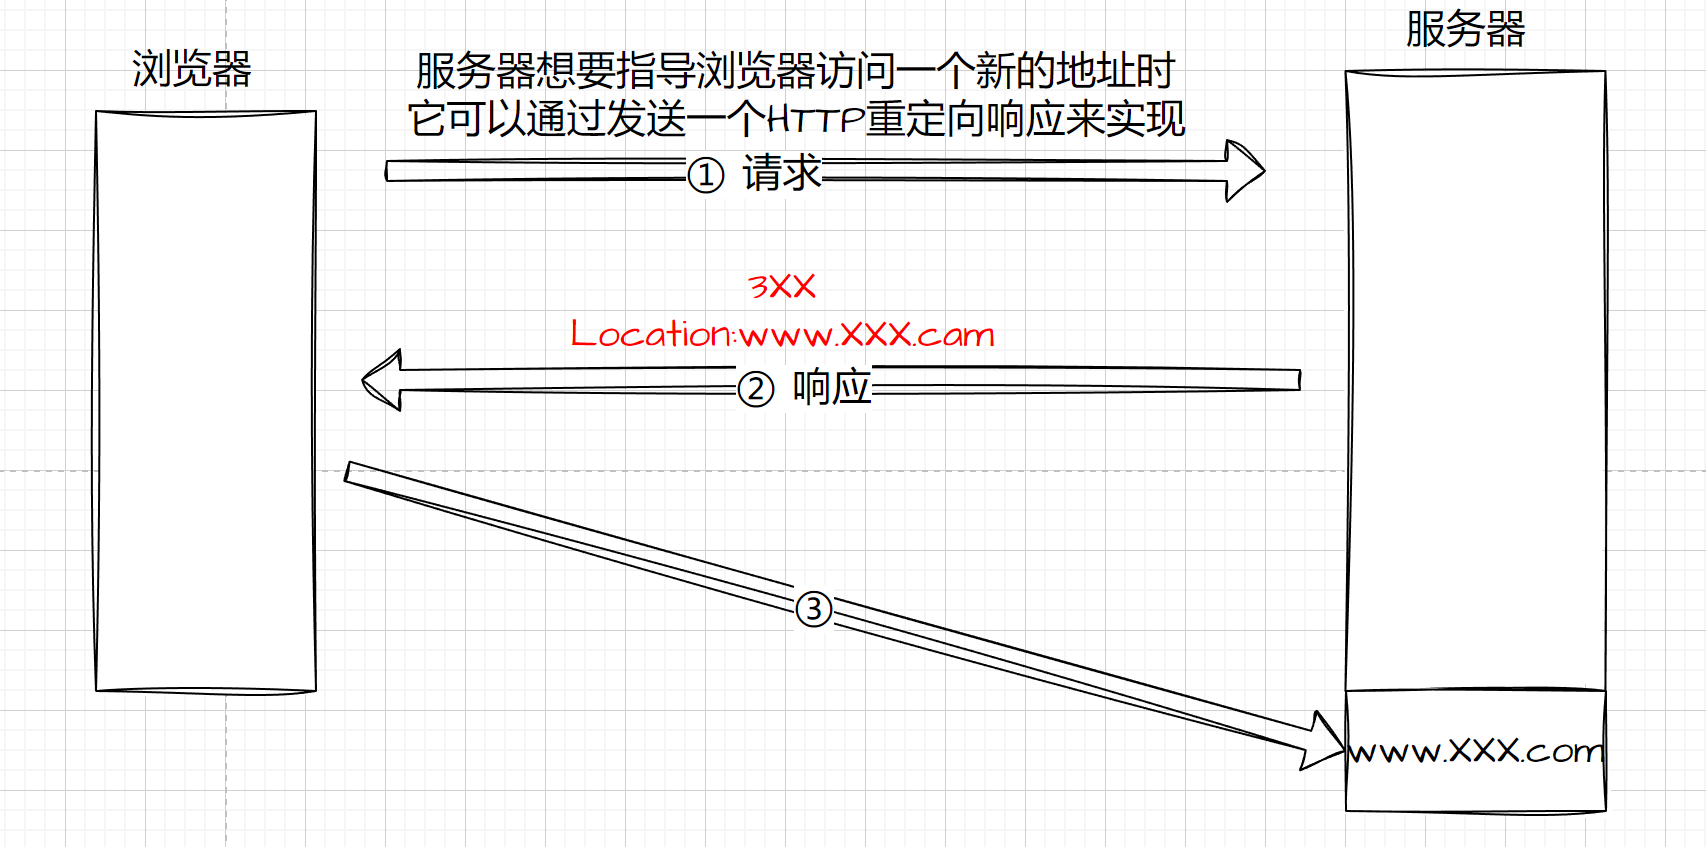 浏览器
服务器
服务器想要指导浏览器访问一个新的地址时
它可以通过发送一个HTTP重定向响应来实现
① 请求
3XX
Location:www.XXX.cam
② 响应
③
www.XXX.com